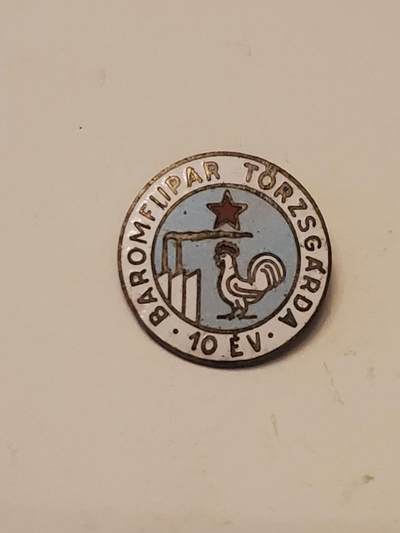 BAROMFIIPAR TÖRZSGÁRDA
· 10 ÉV ·